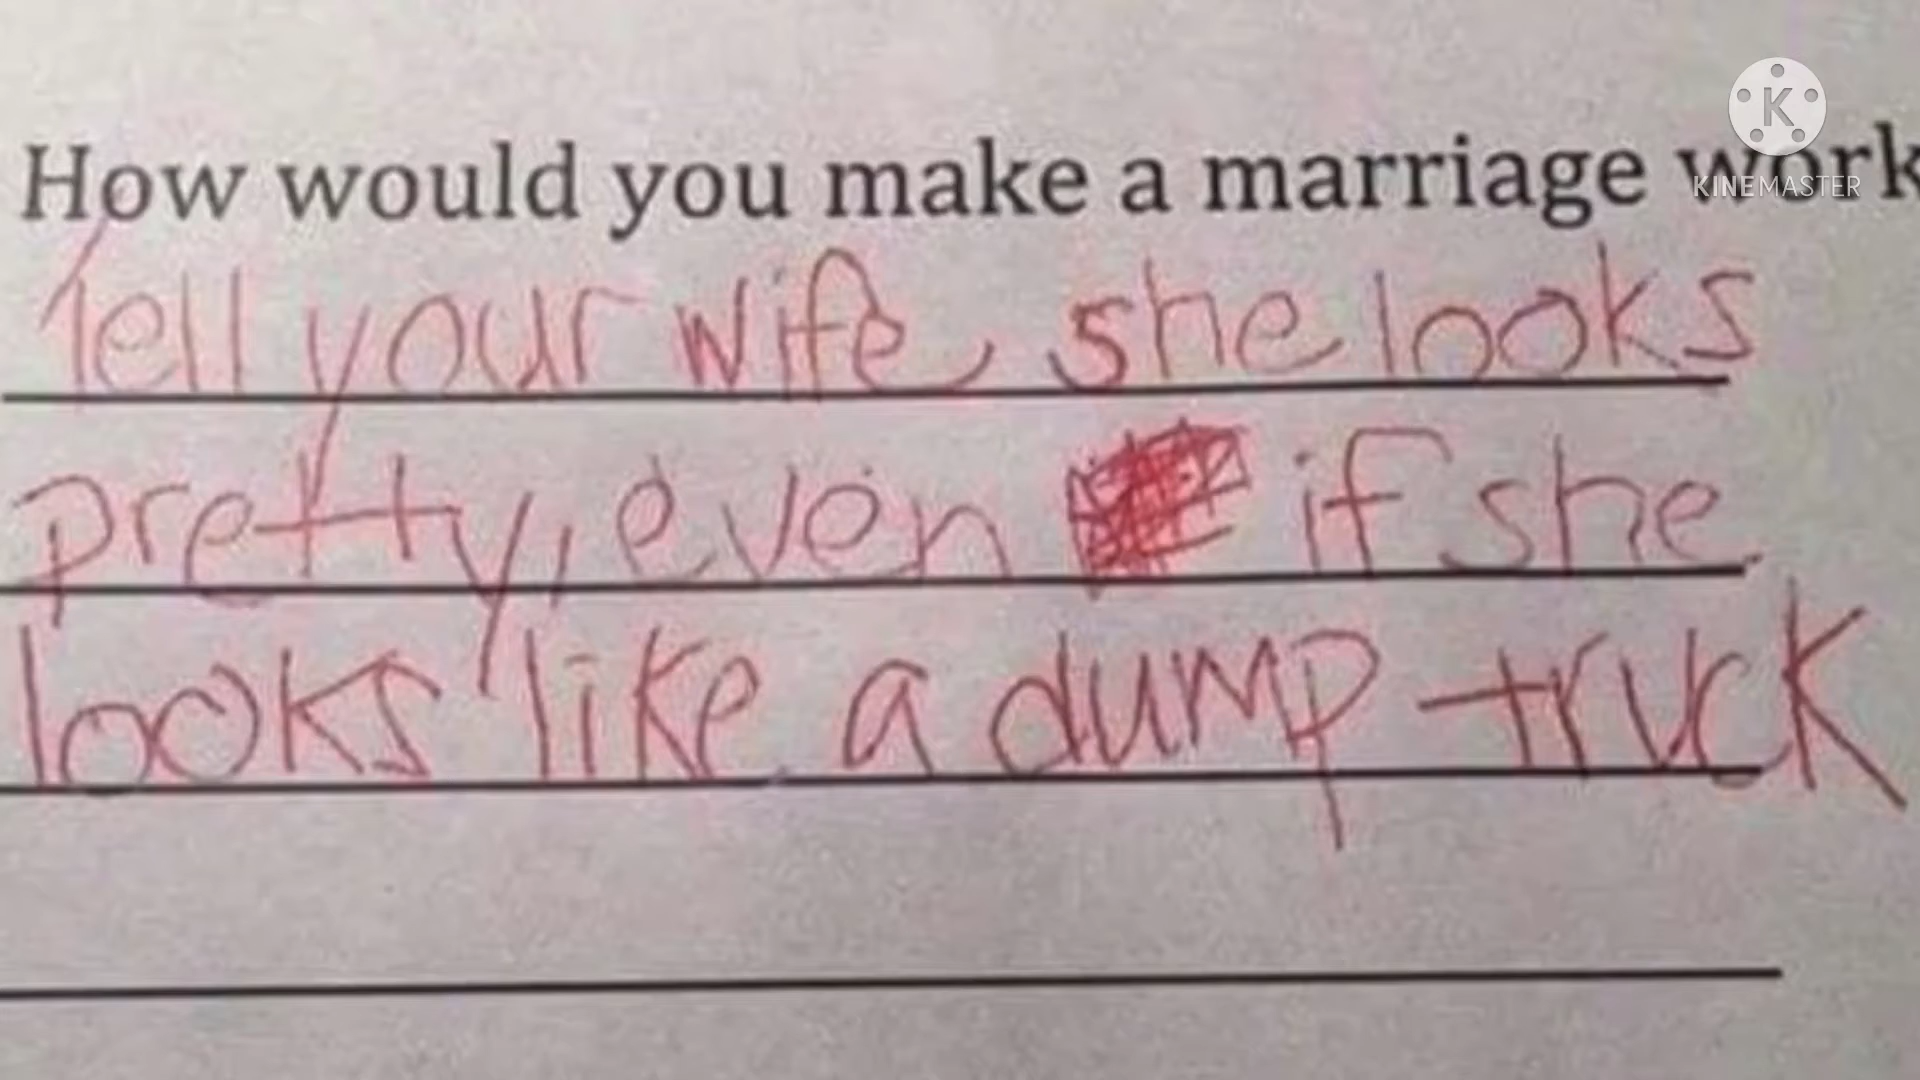 How would you make a marriage work
Tell your wife she looks
pretty, even if she
looks like a dump truck
K
KINEMASTER